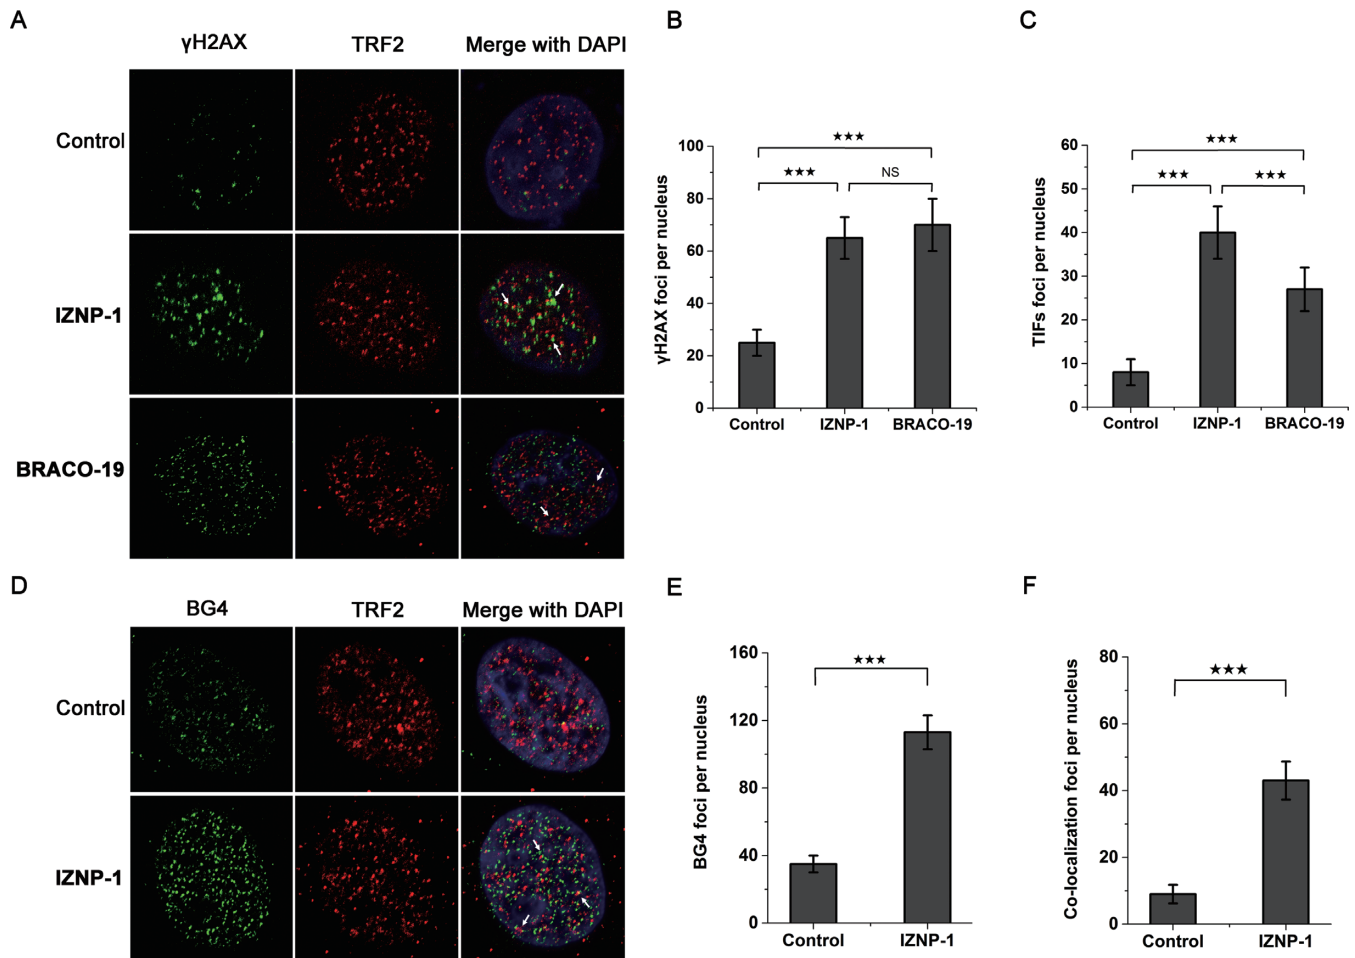 A
γH2AX
TRF2
Merge with DAPI
Control
IZNP-1
BRACO-19
B
γH2AX foci per nucleus
100
80
60
40
20
0
★★★
★★★
NS
Control
IZNP-1
BRACO-19
C
TIFs foci per nucleus
60
50
40
30
20
10
0
★★★
★★★
★★★
Control
IZNP-1
BRACO-19
D
BG4
TRF2
Merge with DAPI
Control
IZNP-1
E
BG4 foci per nucleus
160
120
80
40
0
★★★
Control
IZNP-1
F
Co-localization foci per nucleus
80
60
40
20
0
★★★
Control
IZNP-1